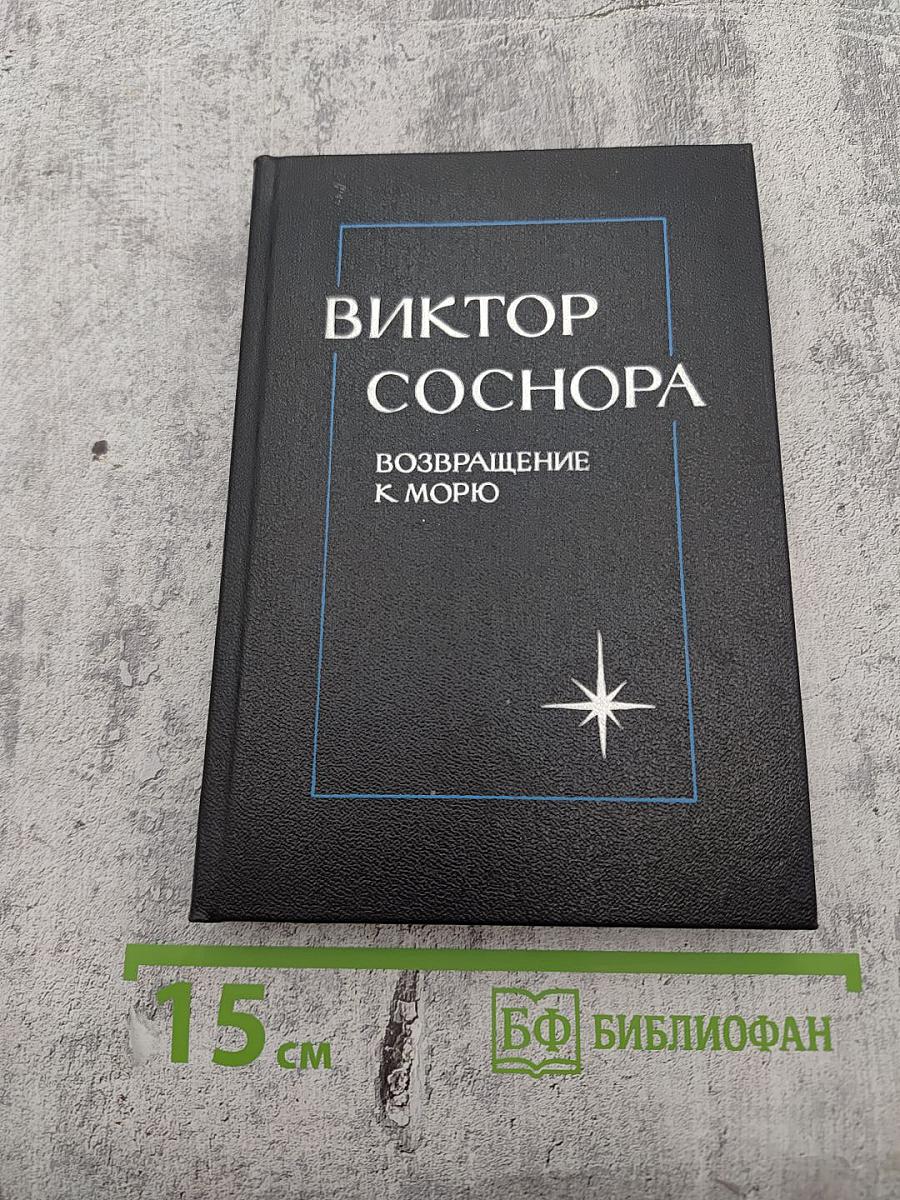 ВИКТОР
СОСНОРА
ВОЗВРАЩЕНИЕ
К МОРЮ
15 см
БФ БИБЛИОФАН